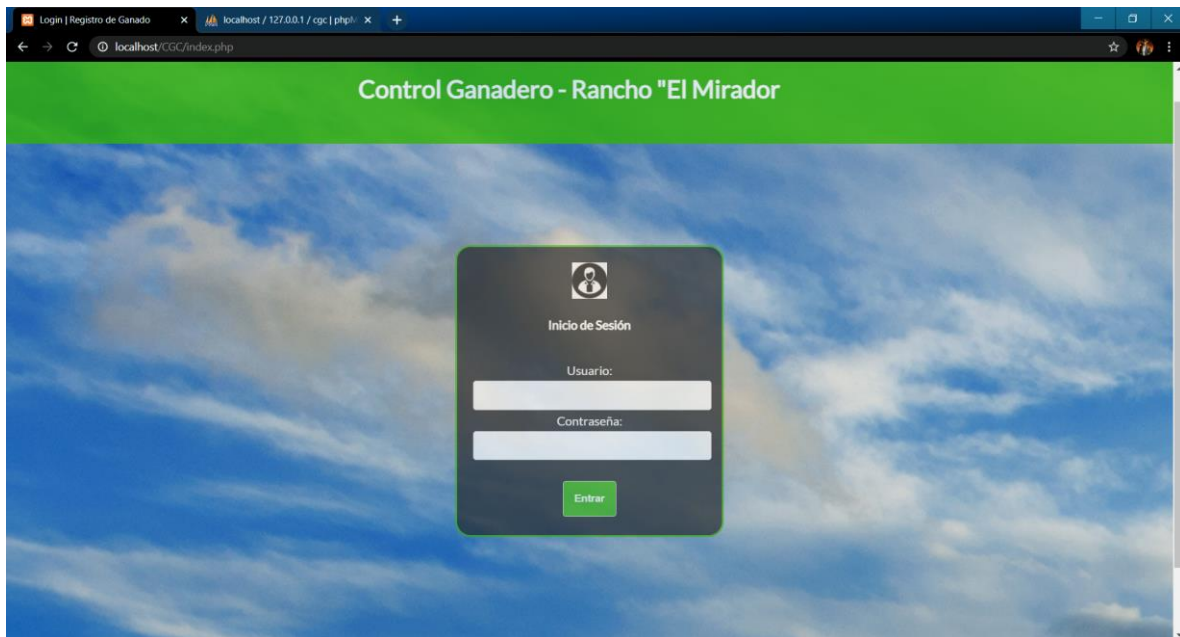 Login | Registro de Ganado
localhost / 127.0.0.1 / cgc | phpM
localhost/CGC/index.php
Control Ganadero - Rancho "El Mirador
Inicio de Sesión
Usuario:
Contraseña:
Entrar